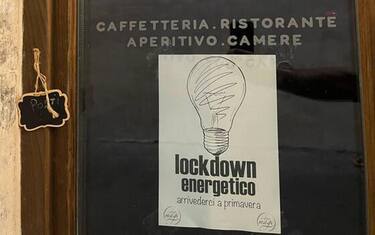 CAFFETTERIA.RISTORANTE
APERITIVO.CAMERE
lockdown
energetico
arrivederci a primavera